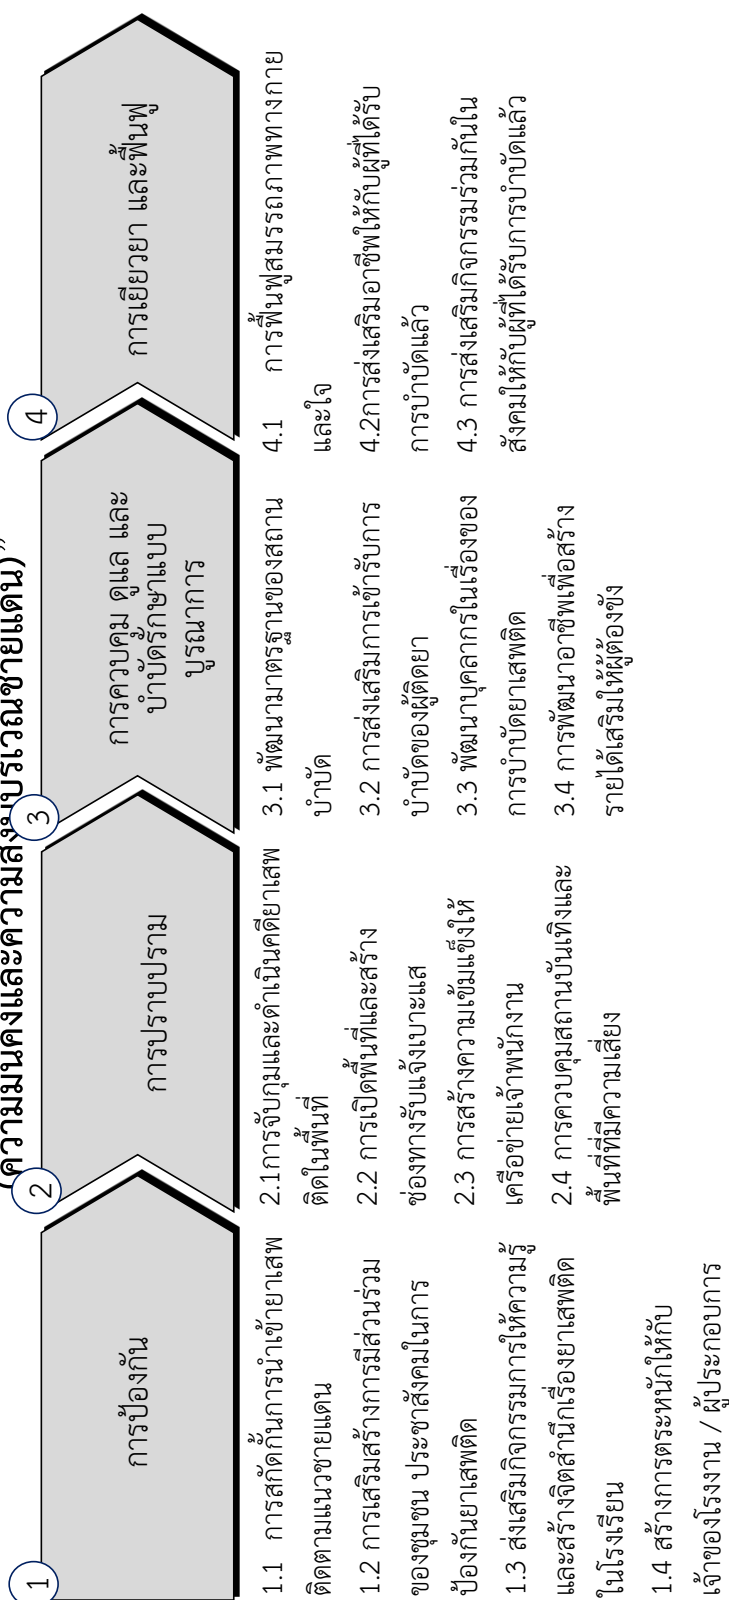 (ความมั่นคงและความสงบบริเวณชายแดน)”
1
การป้องกัน
1.1 การสกัดกั้นการนำเข้ายาเสพ
ติดตามแนวชายแดน
1.2 การเสริมสร้างการมีส่วนร่วม
ของชุมชน ประชาสังคมในการ
ป้องกันยาเสพติด
1.3 ส่งเสริมกิจกรรมการให้ความรู้
และสร้างจิตสำนึกเรื่องยาเสพติด
ในโรงเรียน
1.4 สร้างการตระหนักให้กับ
เจ้าของโรงงาน / ผู้ประกอบการ
2
การปราบปราม
2.1การจับกุมและดำเนินคดียาเสพ
ติดในพื้นที่
2.2 การเปิดพื้นที่และสร้าง
ช่องทางรับแจ้งเบาะแส
2.3 การสร้างความเข้มแข็งให้
เครือข่ายเจ้าพนักงาน
2.4 การควบคุมสถานบันเทิงและ
พื้นที่ที่มีความเสี่ยง
3
การควบคุม ดูแล และ
บำบัดรักษาแบบ
บูรณาการ
3.1 พัฒนามาตรฐานของสถาน
บำบัด
3.2 การส่งเสริมการเข้ารับการ
บำบัดของผู้ติดยา
3.3 พัฒนาบุคลากรในเรื่องของ
การบำบัดยาเสพติด
3.4 การพัฒนาอาชีพเพื่อสร้าง
รายได้เสริมให้ผู้ต้องขัง
4
การเยียวยา และฟื้นฟู
4.1 การฟื้นฟูสมรรถภาพทางกาย
และใจ
4.2การส่งเสริมอาชีพให้กับผู้ที่ได้รับ
การบำบัดแล้ว
4.3 การส่งเสริมกิจกรรมร่วมกันใน
สังคมให้กับผู้ที่ได้รับการบำบัดแล้ว